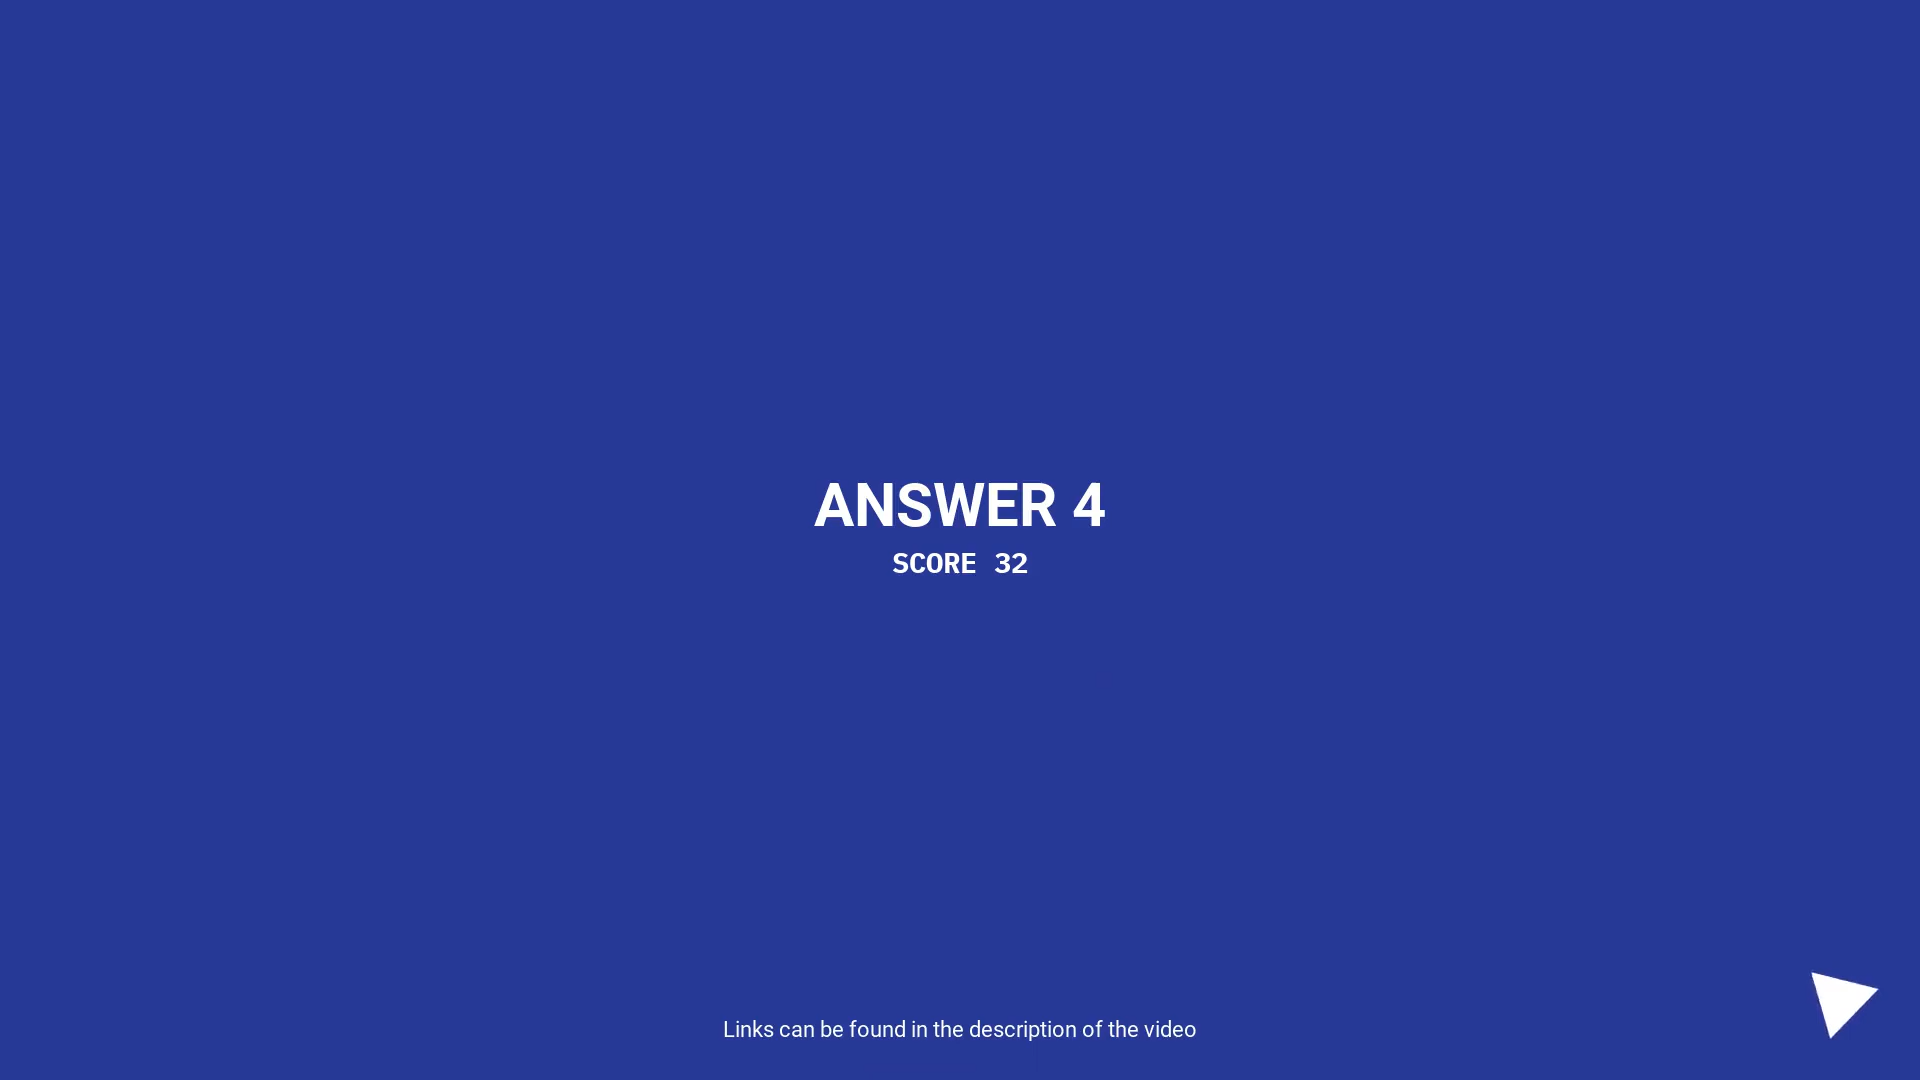 ANSWER 4
SCORE 32
Links can be found in the description of the video